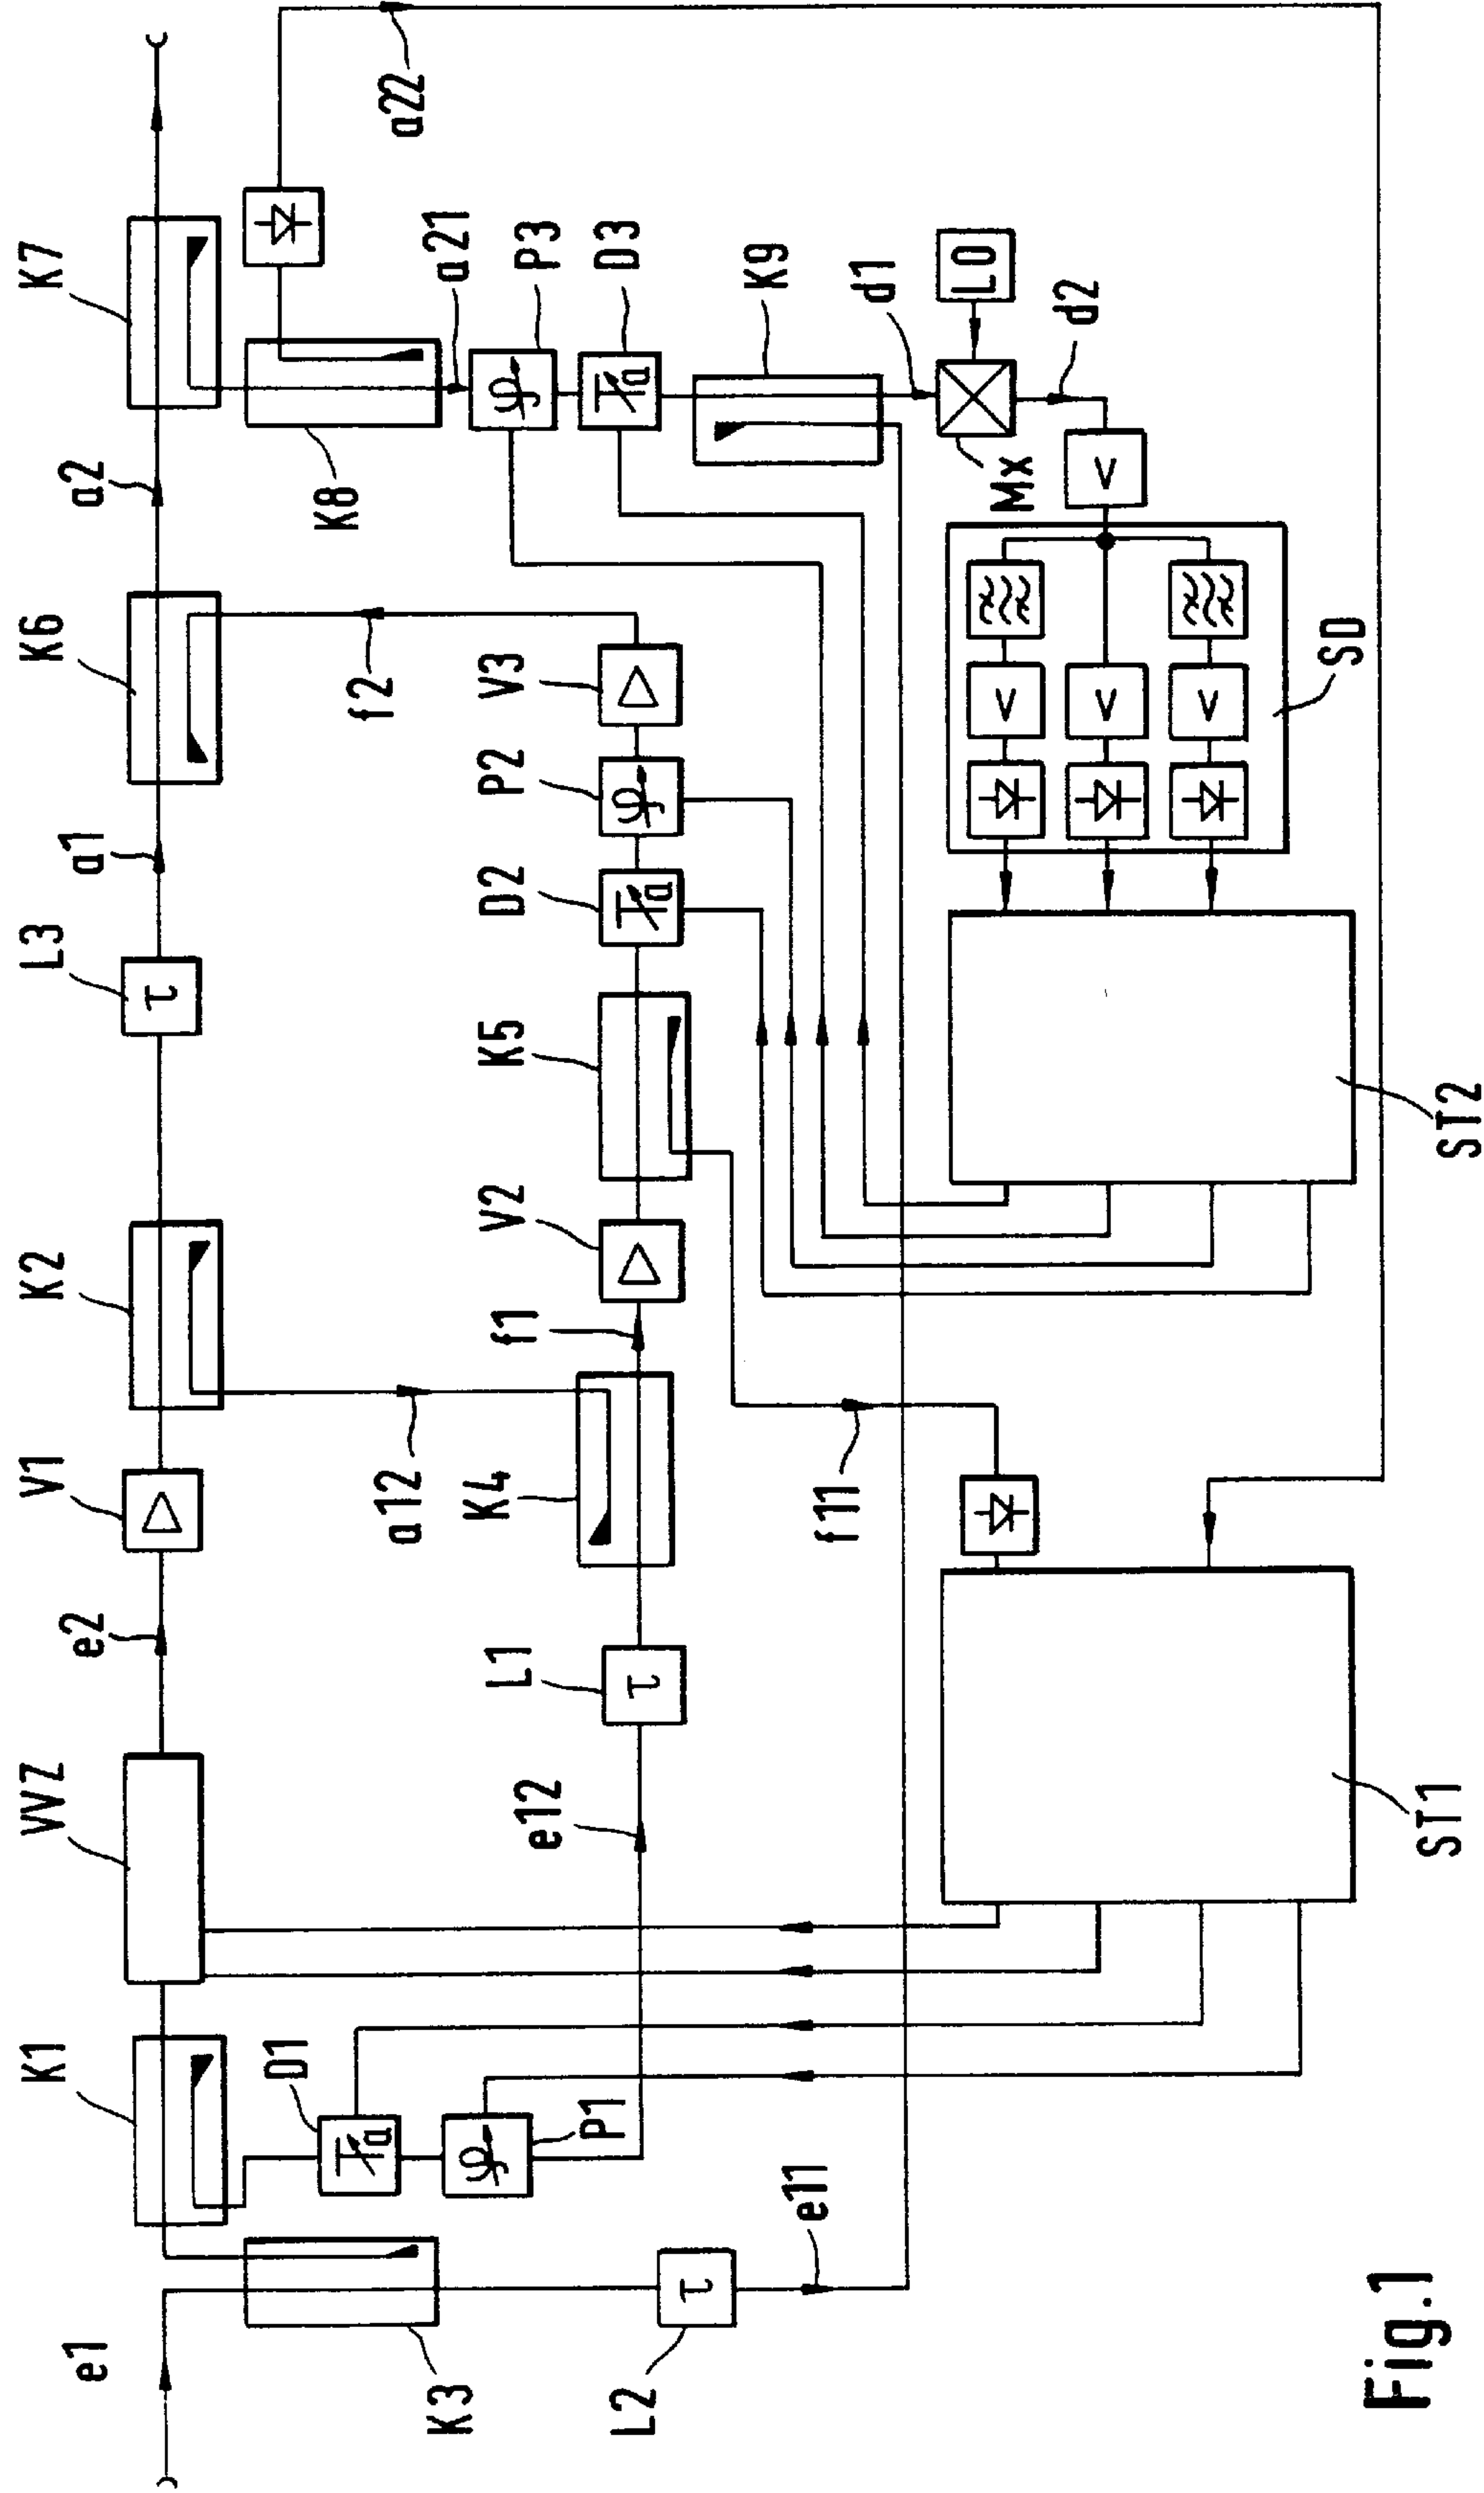 K1
VVZ
V1
K2
L3
K6
K7
e1
e2
a1
a2
a22
K3
D1
P1
a12
K4
f2
K8
a21
P3
D3
K9
d1
LO
d2
Mx
L2
e11
e12
L1
f1
V2
K5
D2
P2
V3
f11
τ
τ
τ
φ
φ
φ
a
a
a
V
V
V
V
SD
ST1
ST2
Fig.1